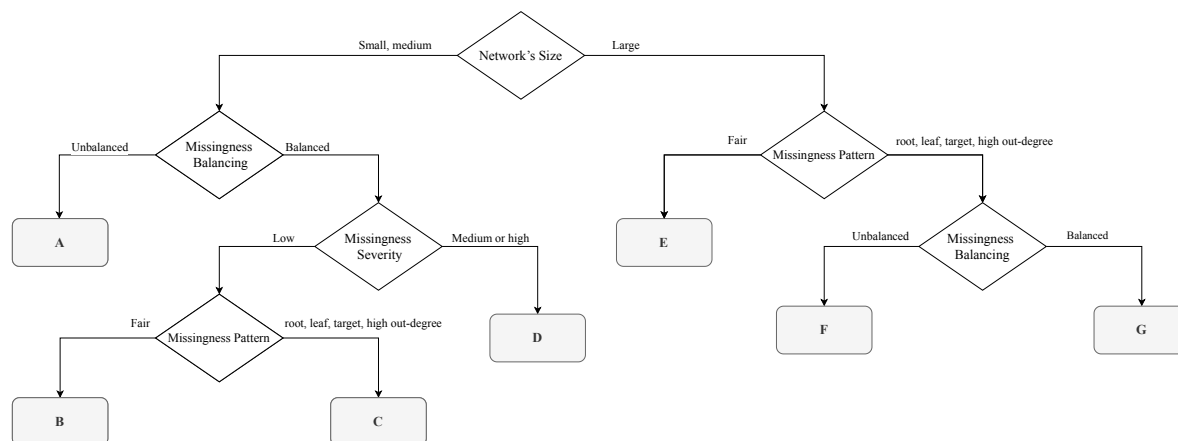 Small, medium
Network's Size
Large
Unbalanced
Missingness
Balancing
Balanced
Fair
Missingness Pattern
root, leaf, target, high out-degree
A
Low
Missingness
Severity
Medium or high
E
Unbalanced
Missingness
Balancing
Balanced
Fair
Missingness Pattern
root, leaf, target, high out-degree
D
F
G
B
C